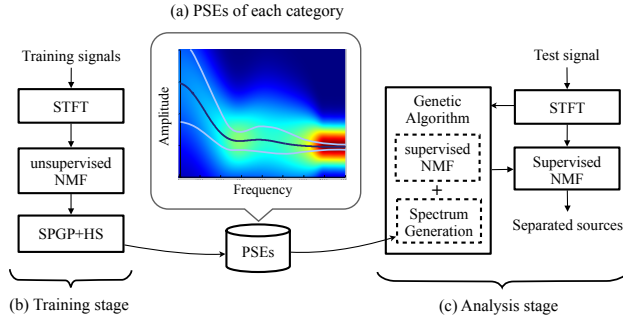 (a) PSEs of each category
Training signals
STFT
unsupervised
NMF
SPGP+HS
(b) Training stage
Amplitude
Frequency
PSEs
Test signal
STFT
Genetic
Algorithm
supervised
NMF
+
Spectrum
Generation
Supervised
NMF
Separated sources
(c) Analysis stage